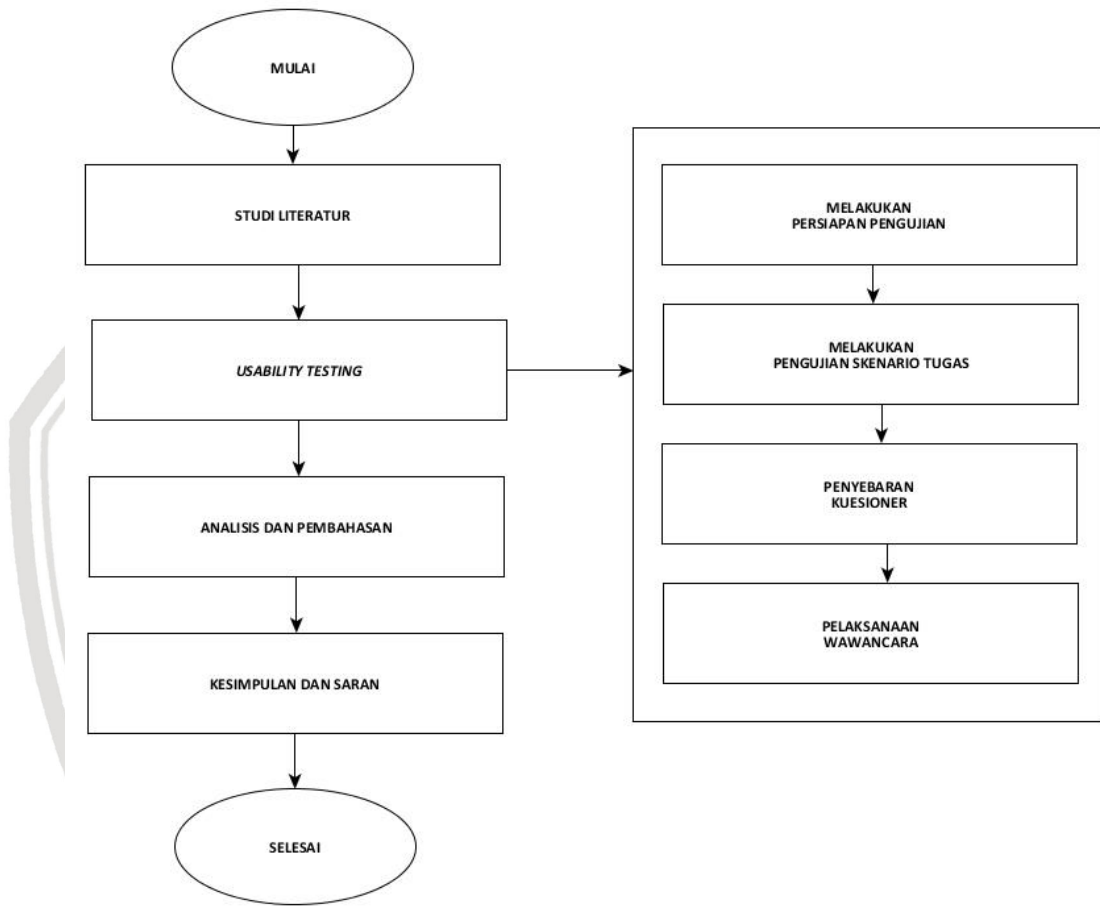 MULAI
STUDI LITERATUR
USABILITY TESTING
ANALISIS DAN PEMBAHASAN
KESIMPULAN DAN SARAN
SELESAI
MELAKUKAN
PERSIAPAN PENGUJIAN
MELAKUKAN
PENGUJIAN SKENARIO TUGAS
PENYEBARAN
KUESIONER
PELAKSANAAN
WAWANCARA